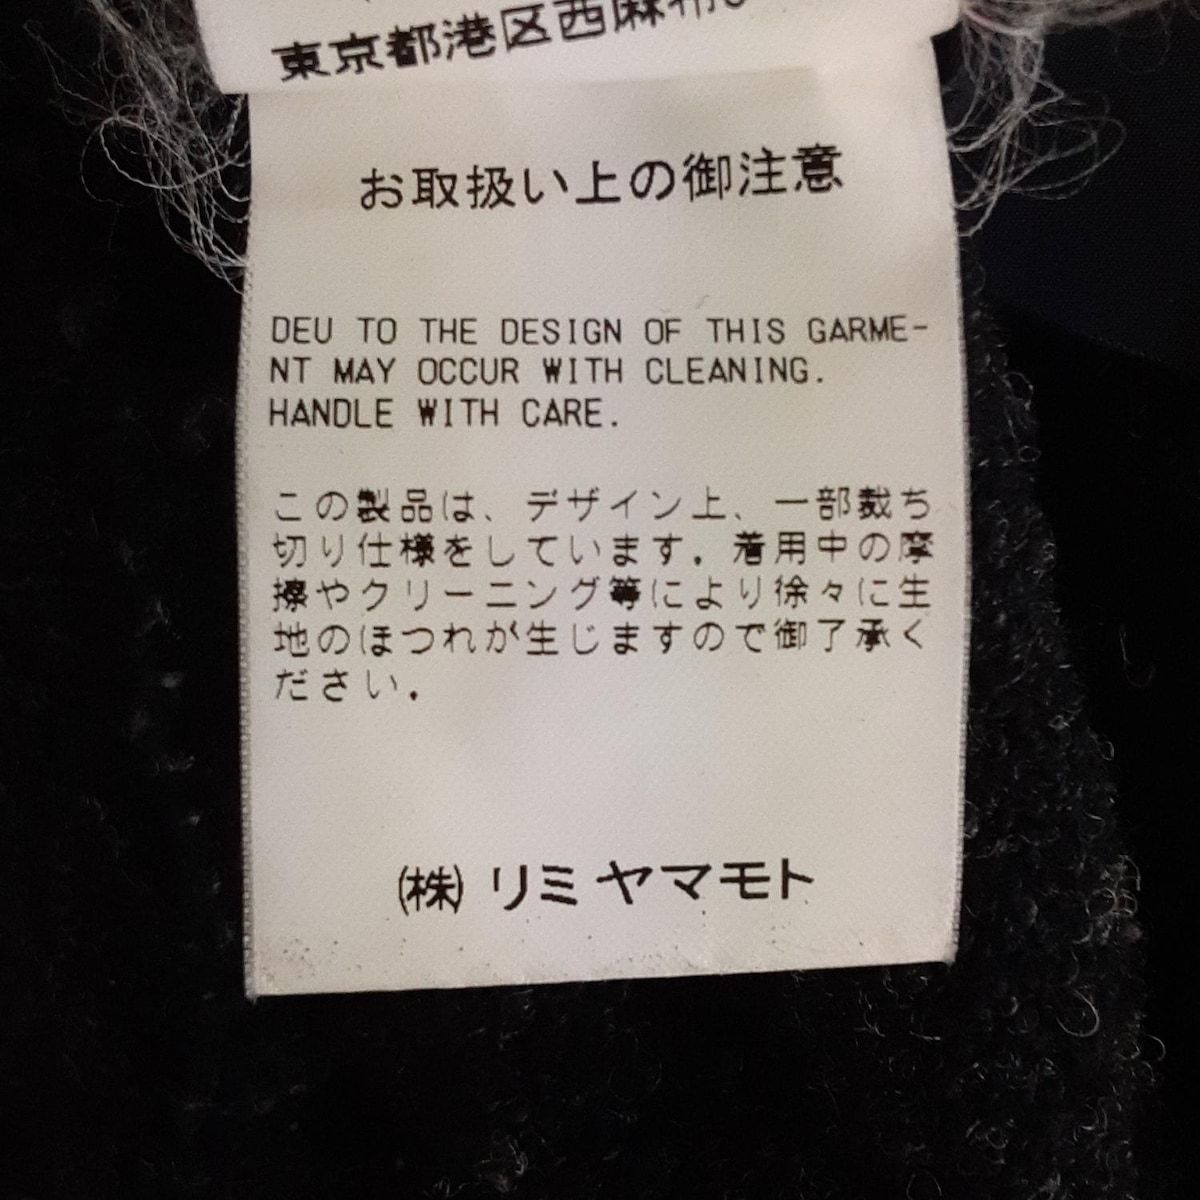 東京都港区西麻布
お取扱い上の御注意
DEU TO THE DESIGN OF THIS GARME-
NT MAY OCCUR WITH CLEANING.
HANDLE WITH CARE.
この製品は、デザイン上、一部裁ち
切り仕様をしています．着用中の摩
擦やクリーニング等により徐々に生
地のほつれが生じますので御了承く
ださい．
㈱ リミ ヤマモト